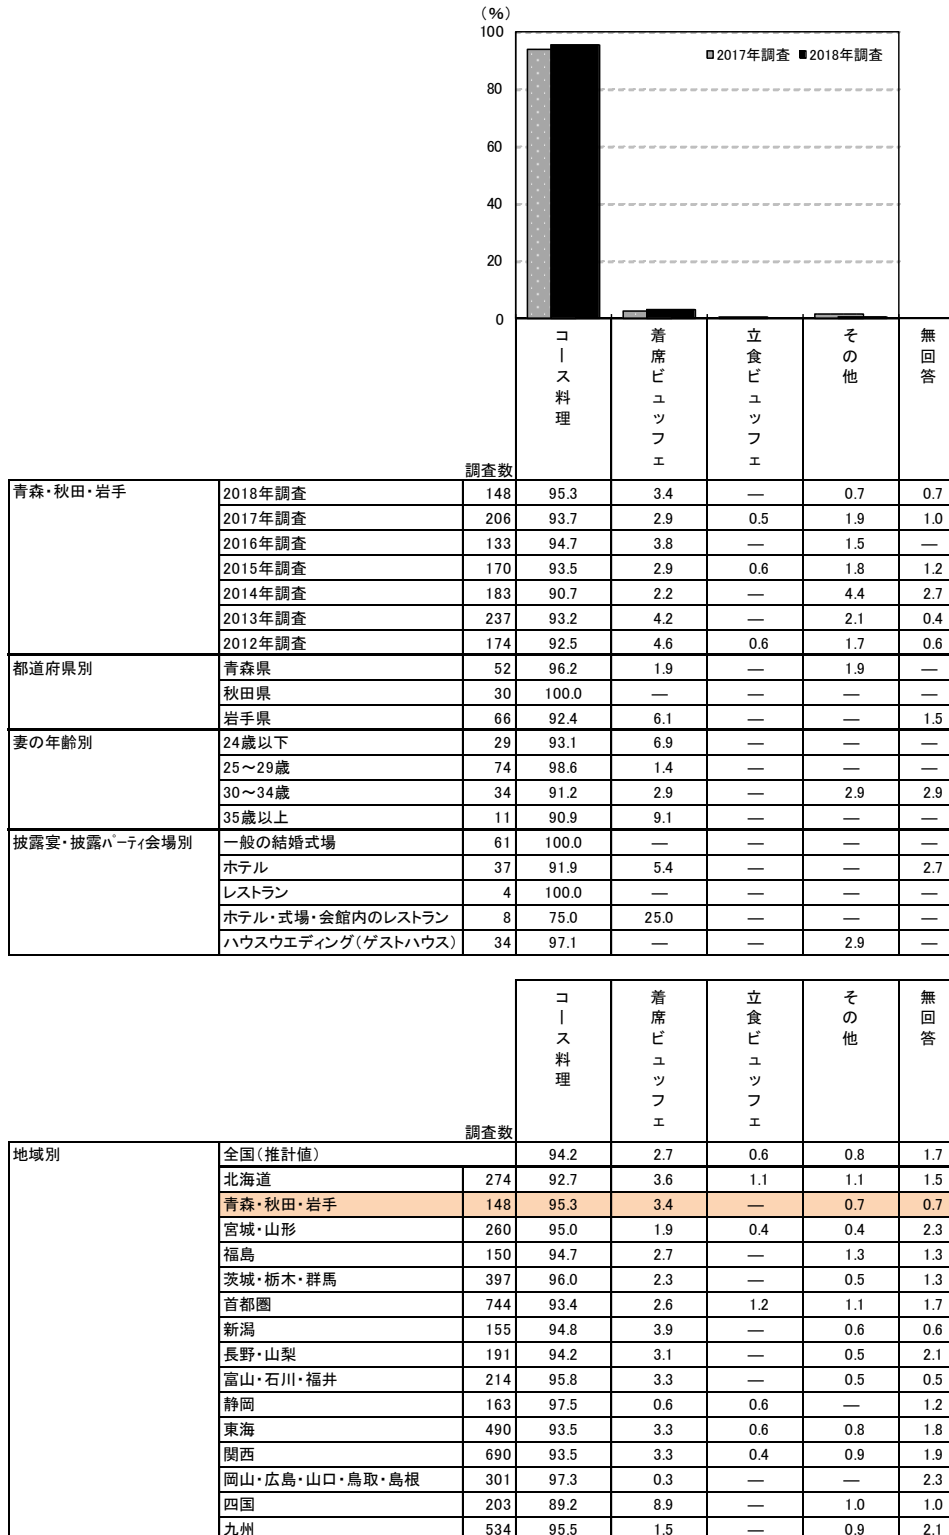 （%）
100
80
60
40
20
0
2017年調査 2018年調査
調査数 コース料理 着席ビュッフェ 立食ビュッフェ その他 無回答
青森・秋田・岩手 2018年調査 148 95.3 3.4 — 0.7 0.7
2017年調査 206 93.7 2.9 0.5 1.9 1.0
2016年調査 133 94.7 3.8 — 1.5 —
2015年調査 170 93.5 2.9 0.6 1.8 1.2
2014年調査 183 90.7 2.2 — 4.4 2.7
2013年調査 237 93.2 4.2 — 2.1 0.4
2012年調査 174 92.5 4.6 0.6 1.7 0.6
都道府県別 青森県 52 96.2 1.9 — 1.9 —
秋田県 30 100.0 — — — —
岩手県 66 92.4 6.1 — — 1.5
妻の年齢別 24歳以下 29 93.1 6.9 — — —
25～29歳 74 98.6 1.4 — — —
30～34歳 34 91.2 2.9 — 2.9 2.9
35歳以上 11 90.9 9.1 — — —
披露宴・披露ﾊﾟｰﾃｨ会場別 一般の結婚式場 61 100.0 — — — —
ホテル 37 91.9 5.4 — — 2.7
レストラン 4 100.0 — — — —
ホテル・式場・会館内のレストラン 8 75.0 25.0 — — —
ハウスウエディング（ゲストハウス） 34 97.1 — — 2.9 —
調査数 コース料理 着席ビュッフェ 立食ビュッフェ その他 無回答
地域別 全国（推計値） 94.2 2.7 0.6 0.8 1.7
北海道 274 92.7 3.6 1.1 1.1 1.5
青森・秋田・岩手 148 95.3 3.4 — 0.7 0.7
宮城・山形 260 95.0 1.9 0.4 0.4 2.3
福島 150 94.7 2.7 — 1.3 1.3
茨城・栃木・群馬 397 96.0 2.3 — 0.5 1.3
首都圏 744 93.4 2.6 1.2 1.1 1.7
新潟 155 94.8 3.9 — 0.6 0.6
長野・山梨 191 94.2 3.1 — 0.5 2.1
富山・石川・福井 214 95.8 3.3 — 0.5 0.5
静岡 163 97.5 0.6 0.6 — 1.2
東海 490 93.5 3.3 0.6 0.8 1.8
関西 690 93.5 3.3 0.4 0.9 1.9
岡山・広島・山口・鳥取・島根 301 97.3 0.3 — — 2.3
四国 203 89.2 8.9 — 1.0 1.0
九州 534 95.5 1.5 — 0.9 2.1